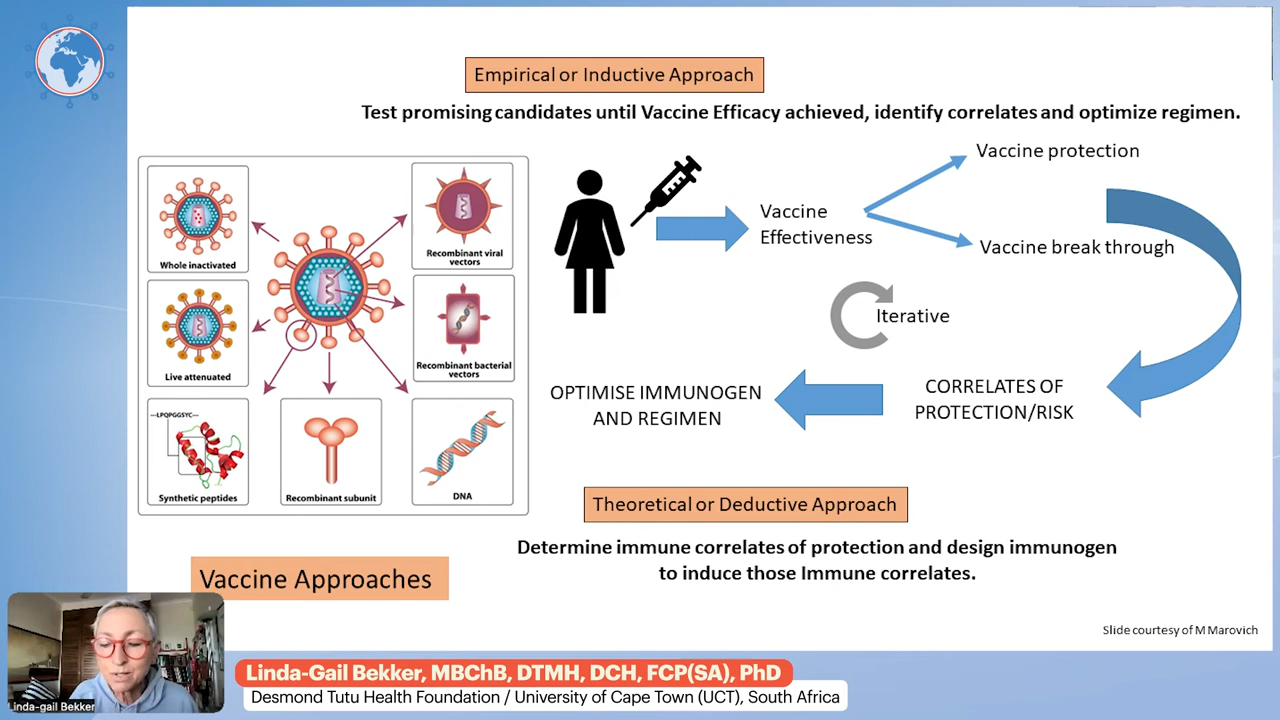 Empirical or Inductive Approach
Test promising candidates until Vaccine Efficacy achieved, identify correlates and optimize regimen.
Whole inactivated
Live attenuated
---LPQPGGSYC---
Synthetic peptides
Recombinant subunit
DNA
Recombinant viral
vectors
Recombinant bacterial
vectors
Vaccine
Effectiveness
Vaccine protection
Vaccine break through
Iterative
OPTIMISE IMMUNOGEN
AND REGIMEN
CORRELATES OF
PROTECTION/RISK
Theoretical or Deductive Approach
Determine immune correlates of protection and design immunogen
to induce those Immune correlates.
Vaccine Approaches
Slide courtesy of M Marovich
Linda-gail Bekker
Linda-Gail Bekker, MBChB, DTMH, DCH, FCP(SA), PhD
Desmond Tutu Health Foundation / University of Cape Town (UCT), South Africa